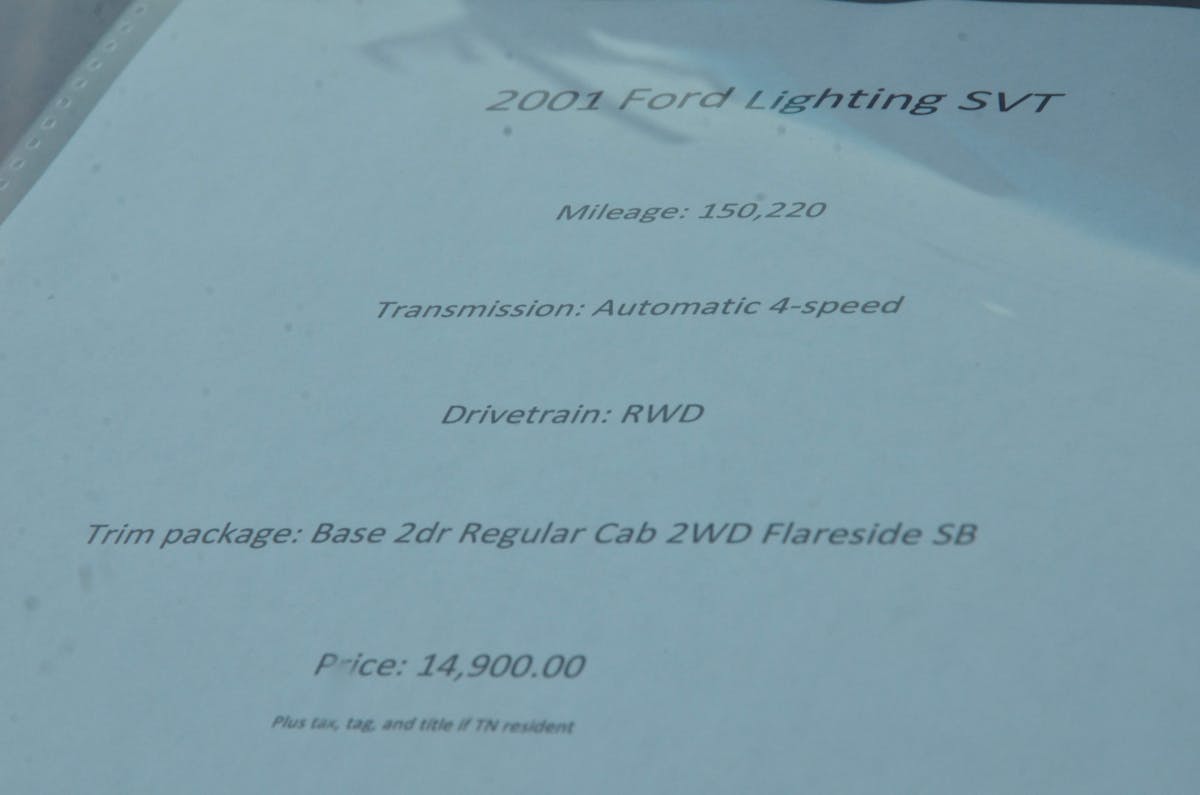 2001 Ford Lighting SVT
Mileage: 150,220
Transmission: Automatic 4-speed
Drivetrain: RWD
Trim package: Base 2dr Regular Cab 2WD Flareside SB
Price: 14,900.00
Plus tax, tag, and title if TN resident